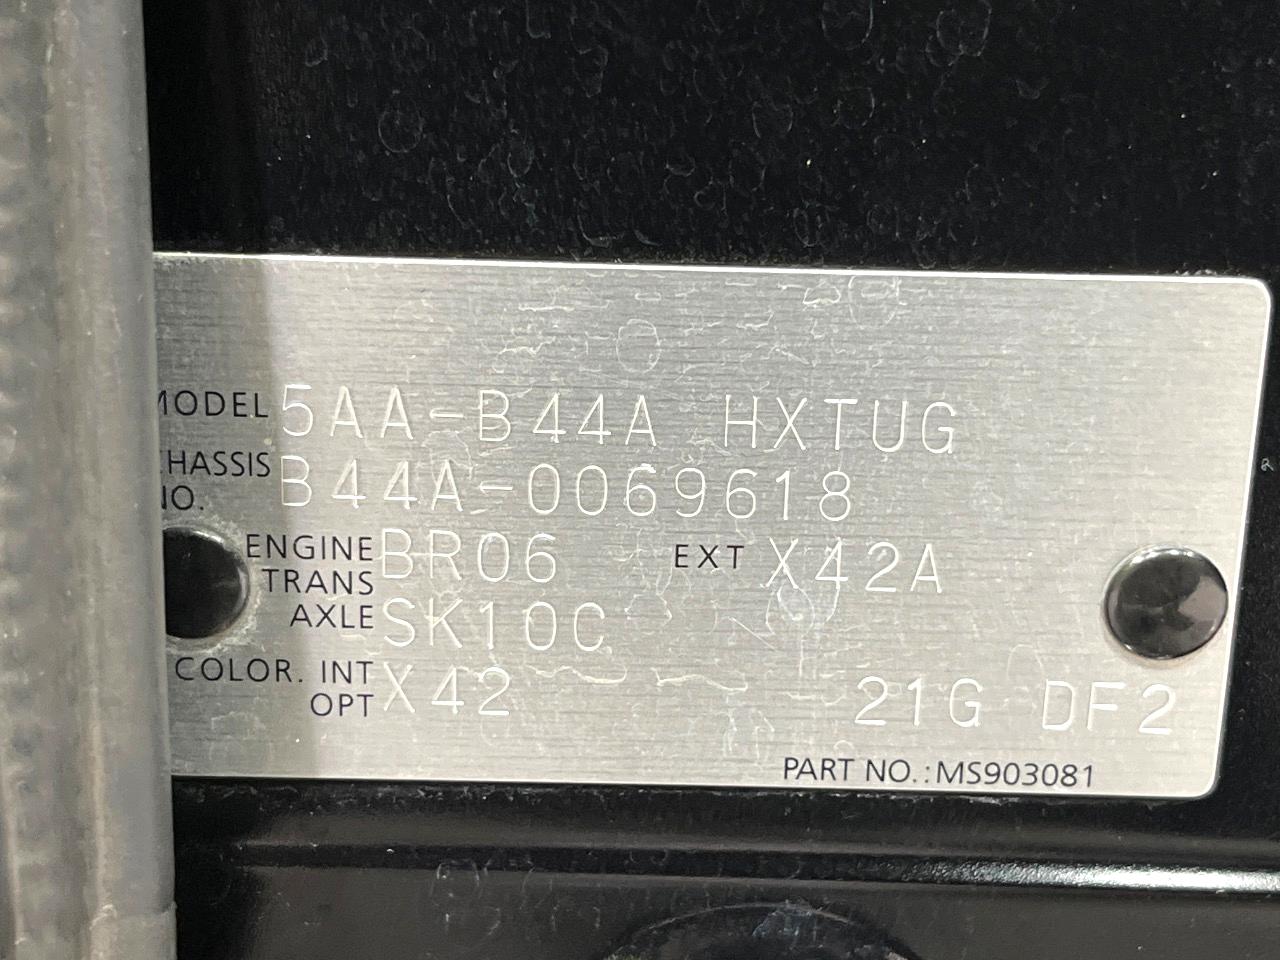 MODEL 5AA-B44A HXTUG
CHASSIS NO. B44A-0069618
ENGINE BR06 EXT X42A
TRANS
AXLE SK10C
COLOR. INT X42
OPT 21G DF2
PART NO.:MS903081